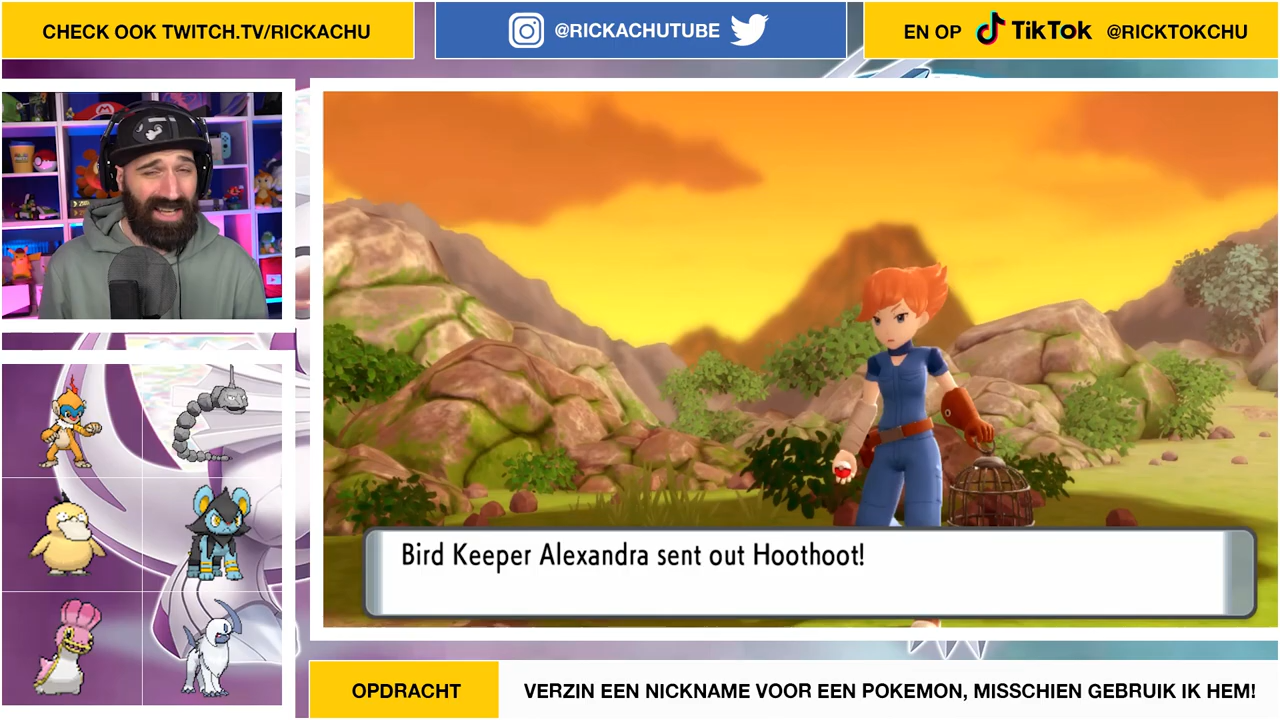 CHECK OOK TWITCH.TV/RICKACHU
@RICKACHUTUBE
EN OP TikTok @RICKTOKCHU
Bird Keeper Alexandra sent out Hoothoot!
OPDRACHT
VERZIN EEN NICKNAME VOOR EEN POKEMON, MISSCHIEN GEBRUIK IK HEM!